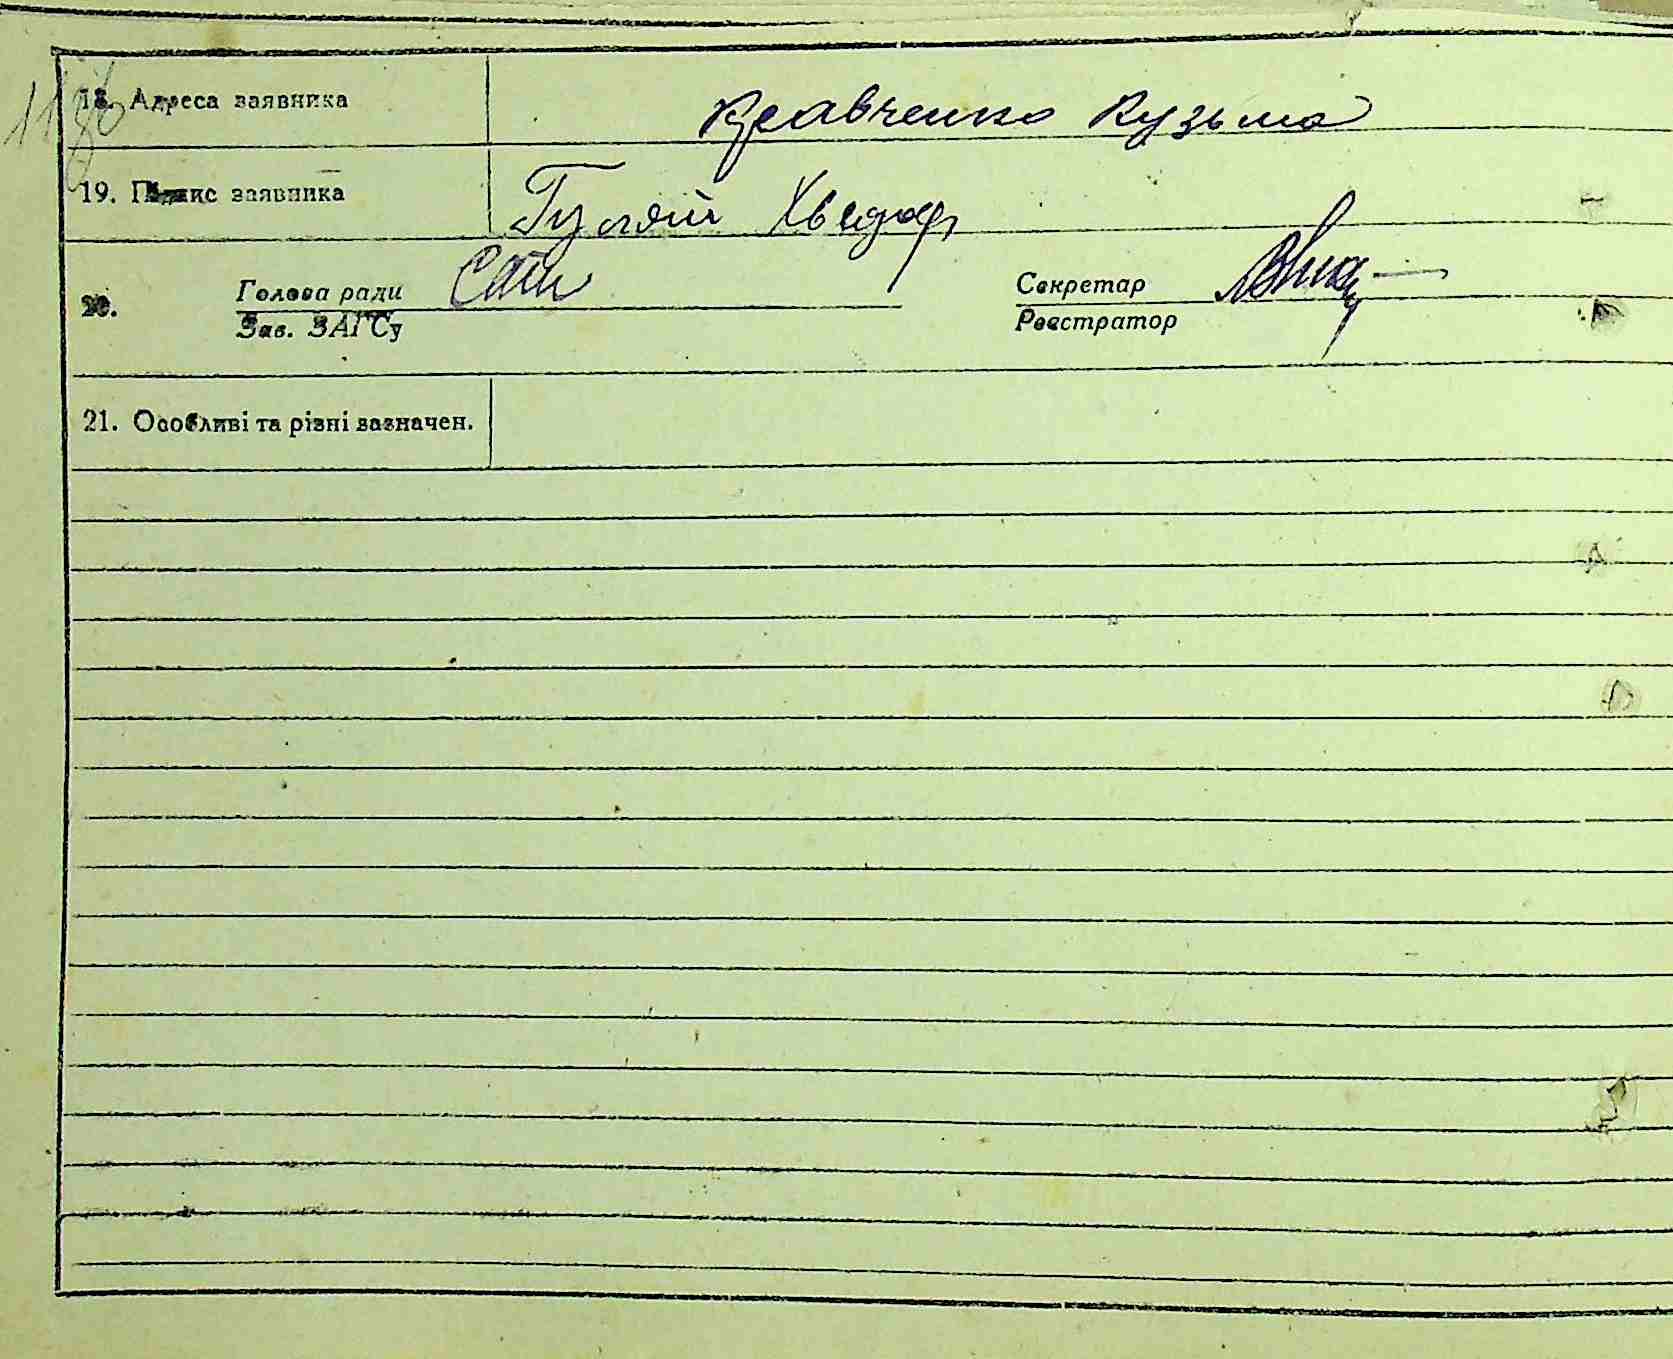 18. Адреса заявника Кравченко Кузьма
19. Підпис заявника Гуляй Хведор
20. Голова ради Секретар
Зав. ЗАГСу Реєстратор
21. Особливі та різні зазначен.